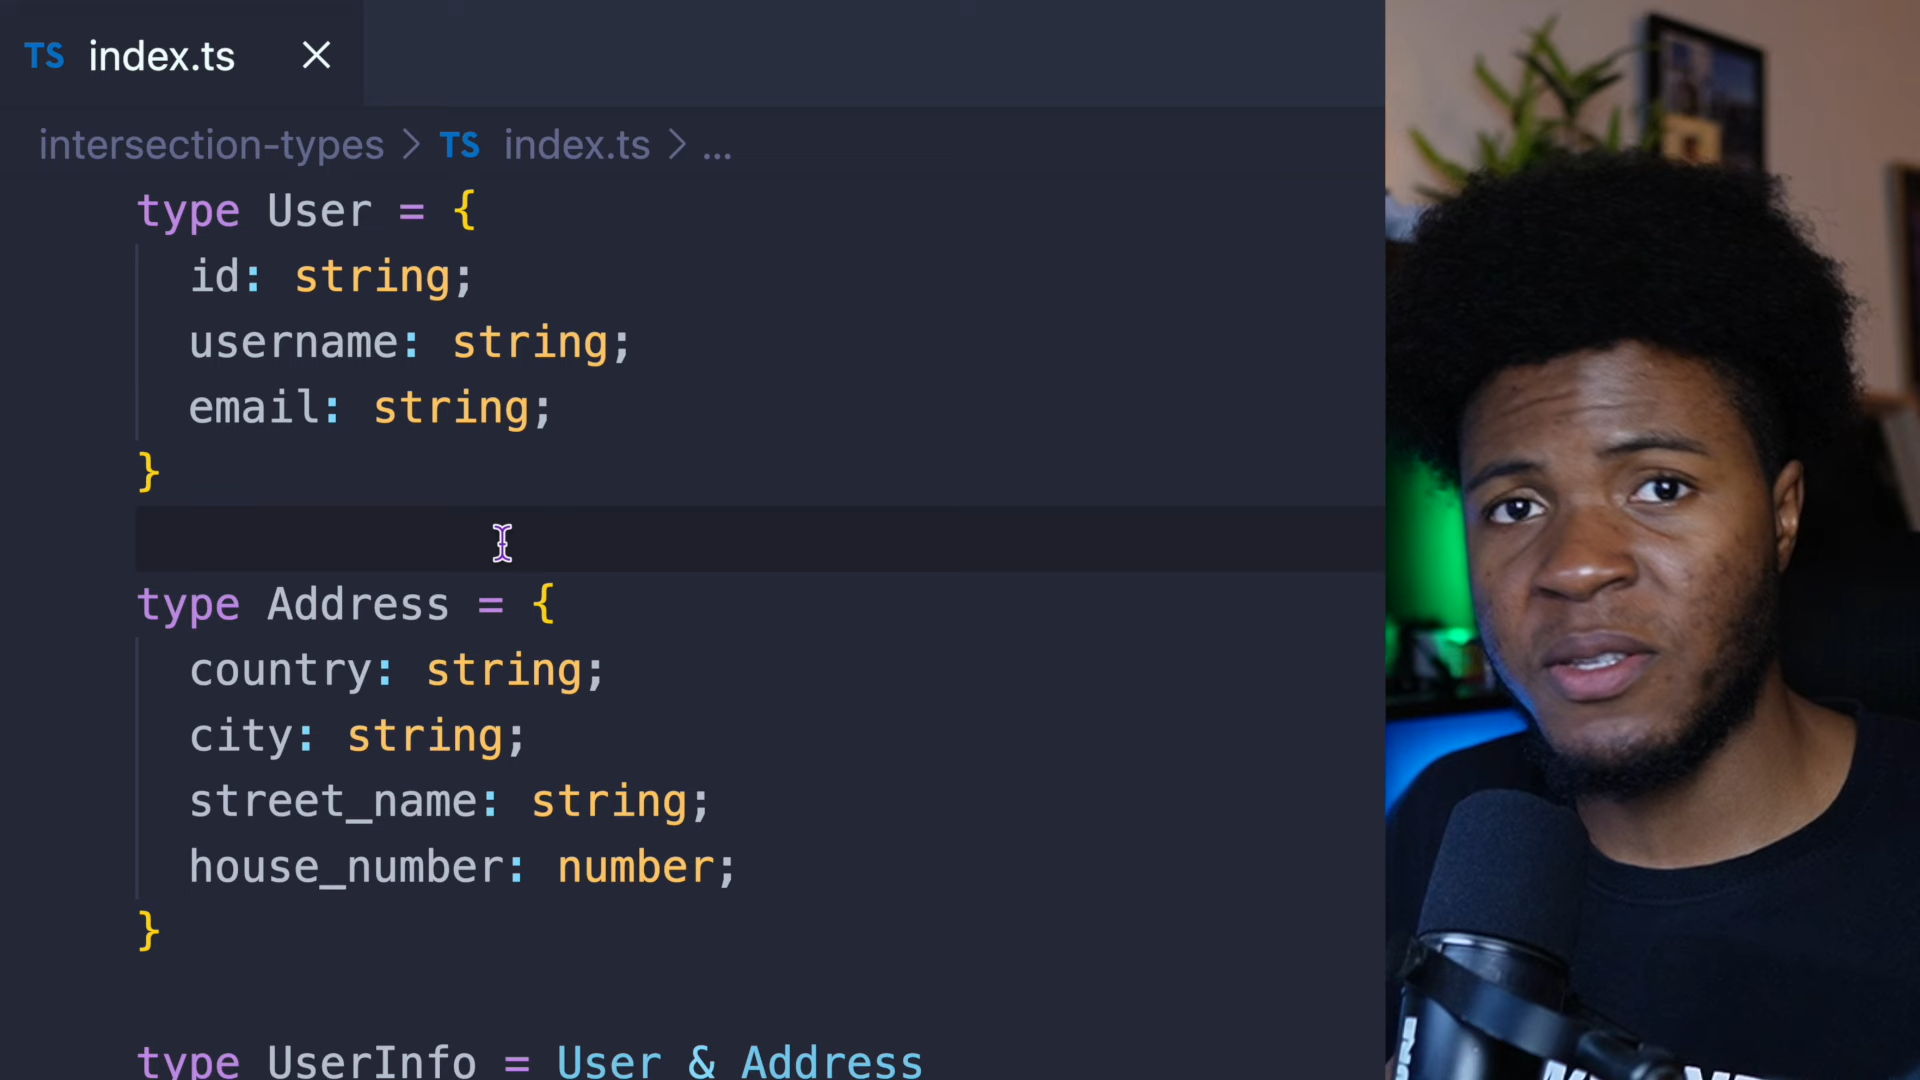 TS index.ts
intersection-types > TS index.ts > ...
type User = {
id: string;
username: string;
email: string;
}
type Address = {
country: string;
city: string;
street_name: string;
house_number: number;
}
type UserInfo = User & Address